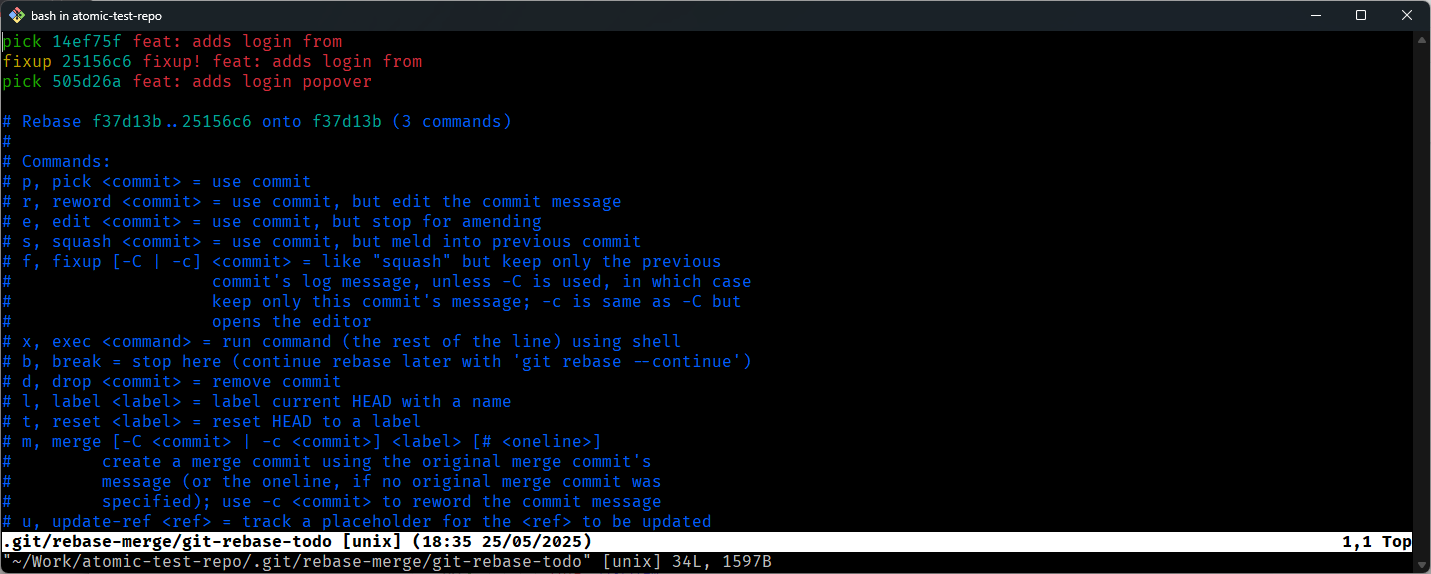 bash in atomic-test-repo
pick 14ef75f feat: adds login from
fixup 25156c6 fixup! feat: adds login from
pick 505d26a feat: adds login popover
# Rebase f37d13b..25156c6 onto f37d13b (3 commands)
#
# Commands:
# p, pick <commit> = use commit
# r, reword <commit> = use commit, but edit the commit message
# e, edit <commit> = use commit, but stop for amending
# s, squash <commit> = use commit, but meld into previous commit
# f, fixup [-C | -c] <commit> = like "squash" but keep only the previous
#                    commit's log message, unless -C is used, in which case
#                    keep only this commit's message; -c is same as -C but
#                    opens the editor
# x, exec <command> = run command (the rest of the line) using shell
# b, break = stop here (continue rebase later with 'git rebase --continue')
# d, drop <commit> = remove commit
# l, label <label> = label current HEAD with a name
# t, reset <label> = reset HEAD to a label
# m, merge [-C <commit> | -c <commit>] <label> [# <oneline>]
#         create a merge commit using the original merge commit's
#         message (or the oneline, if no original merge commit was
#         specified); use -c <commit> to reword the commit message
# u, update-ref <ref> = track a placeholder for the <ref> to be updated
.git/rebase-merge/git-rebase-todo [unix] (18:35 25/05/2025) 1,1 Top
"~/Work/atomic-test-repo/.git/rebase-merge/git-rebase-todo" [unix] 34L, 1597B